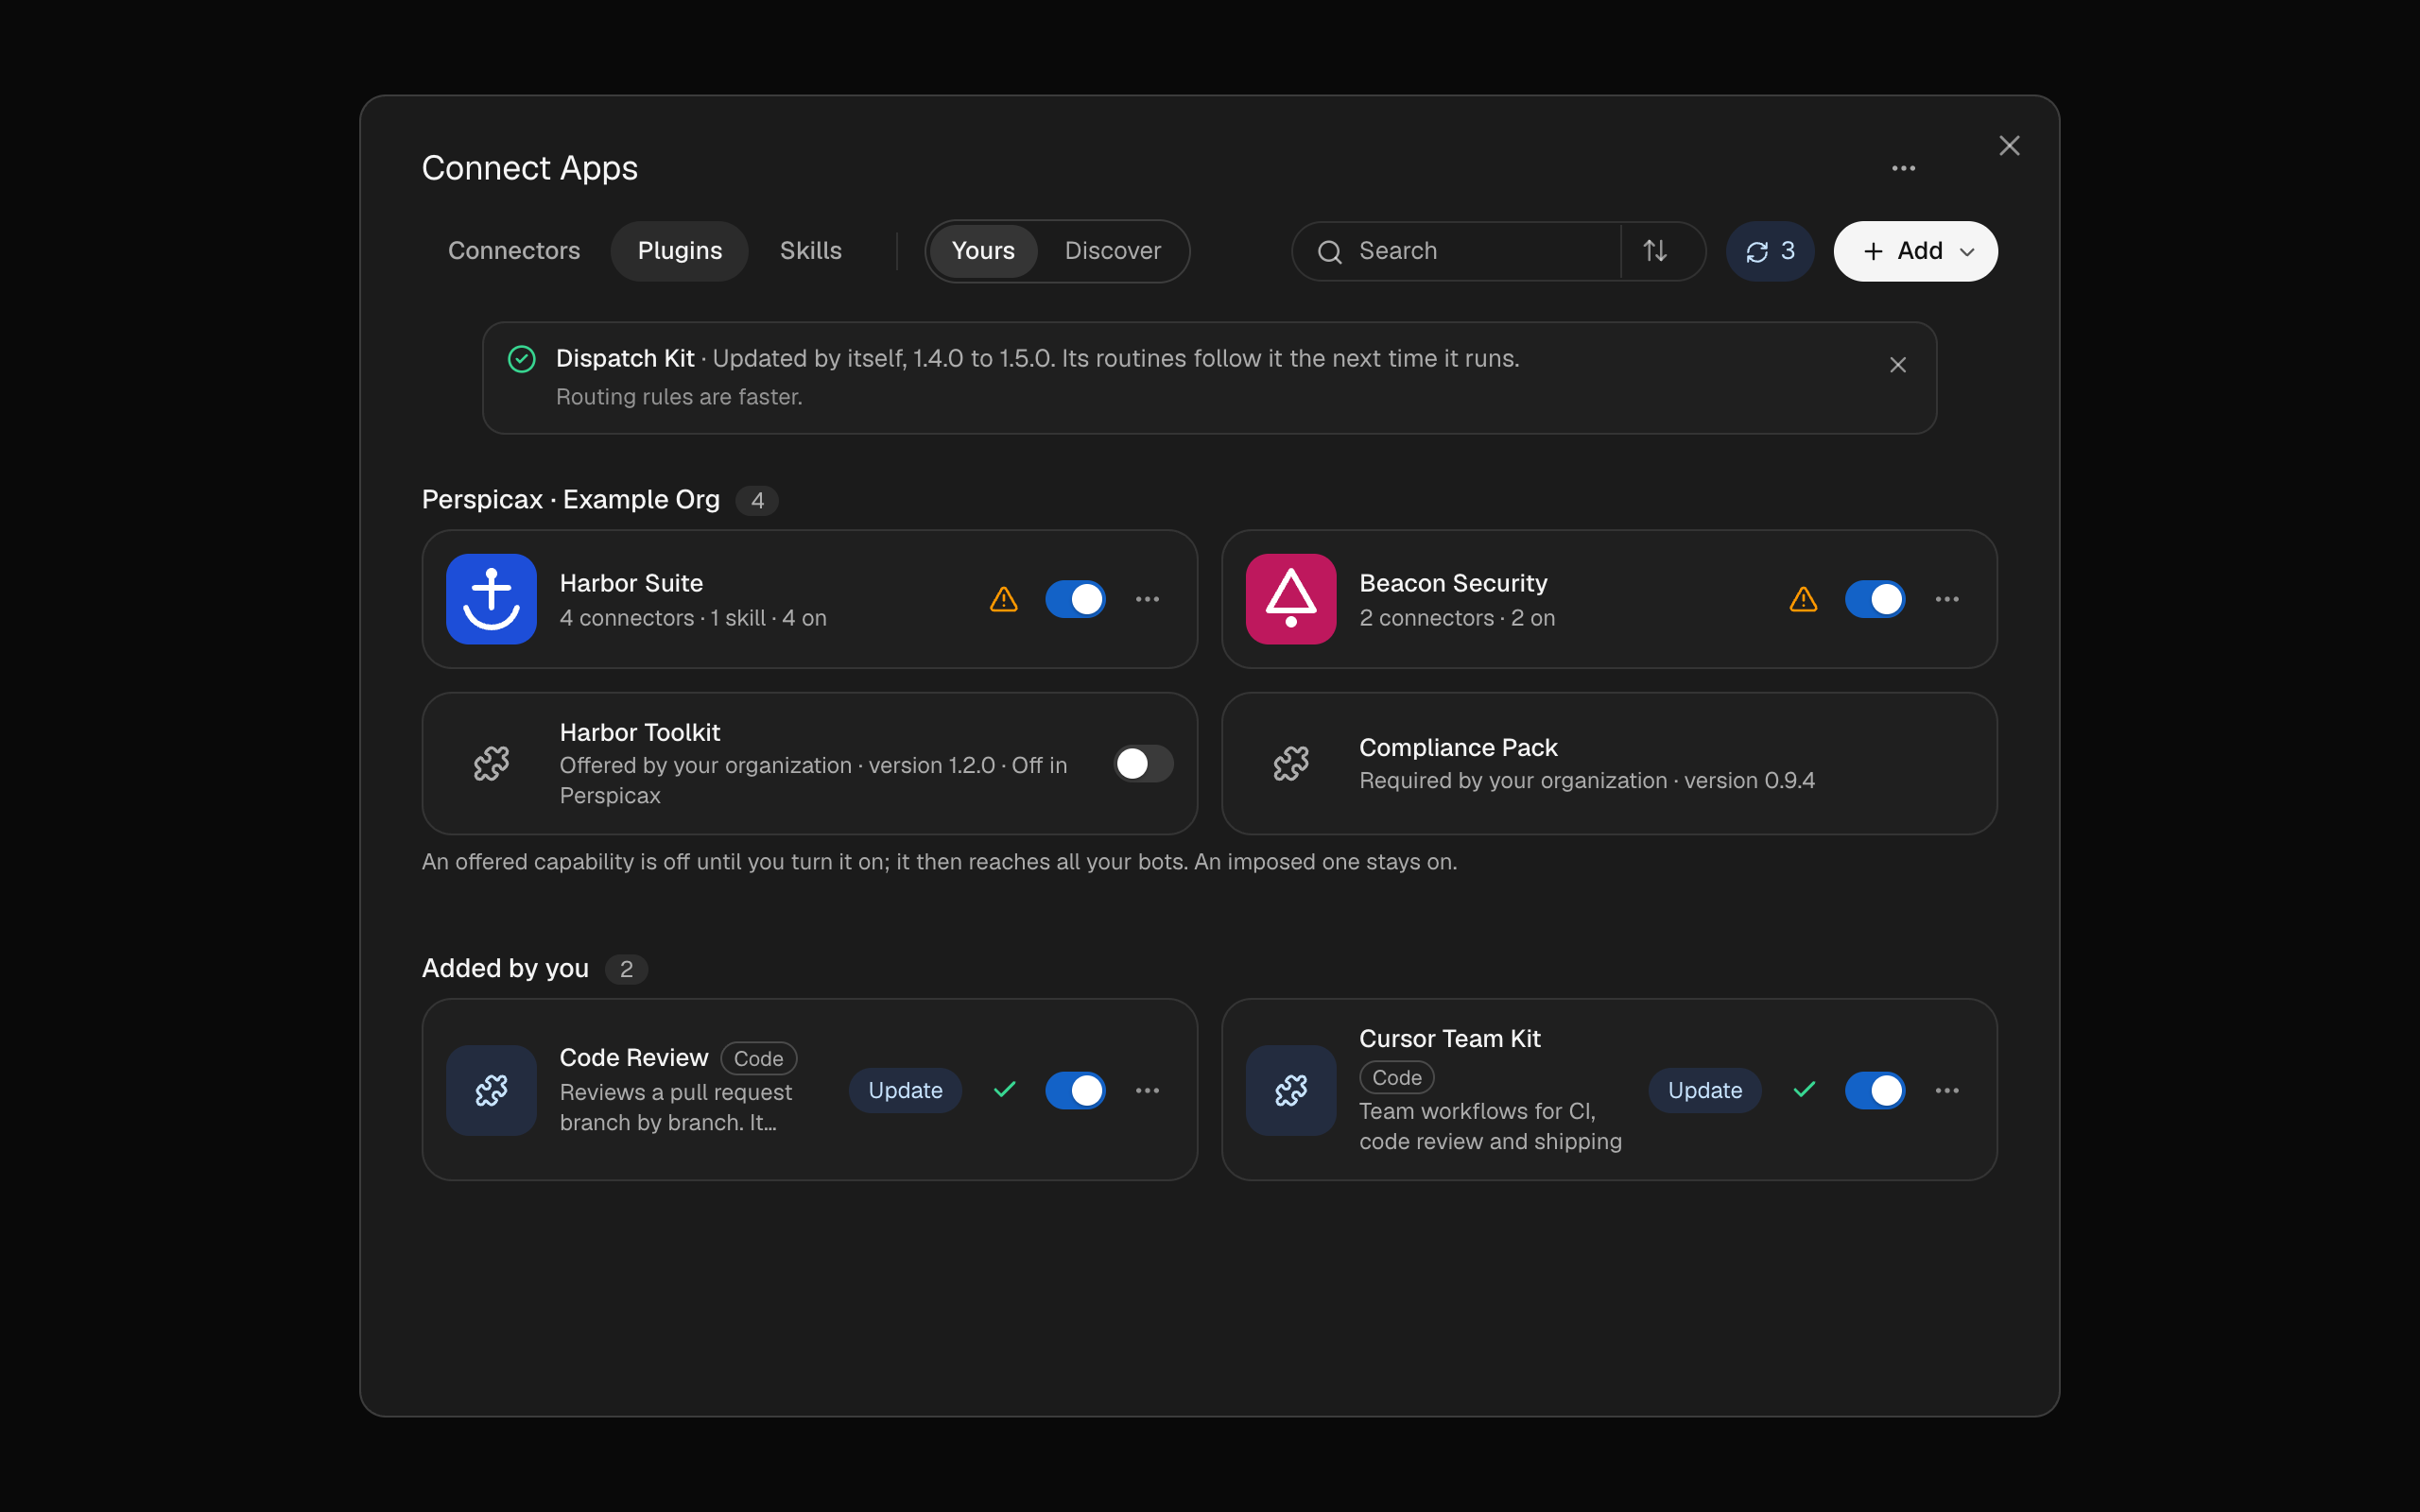 Connect Apps
Connectors
Plugins
Skills
Yours
Discover
Search
3
Add
Dispatch Kit · Updated by itself, 1.4.0 to 1.5.0. Its routines follow it the next time it runs.
Routing rules are faster.
Perspicax · Example Org 4
Harbor Suite
4 connectors · 1 skill · 4 on
Beacon Security
2 connectors · 2 on
Harbor Toolkit
Offered by your organization · version 1.2.0 · Off in
Perspicax
Compliance Pack
Required by your organization · version 0.9.4
An offered capability is off until you turn it on; it then reaches all your bots. An imposed one stays on.
Added by you 2
Code Review Code
Reviews a pull request
branch by branch. It…
Update
Cursor Team Kit
Code
Team workflows for CI,
code review and shipping
Update